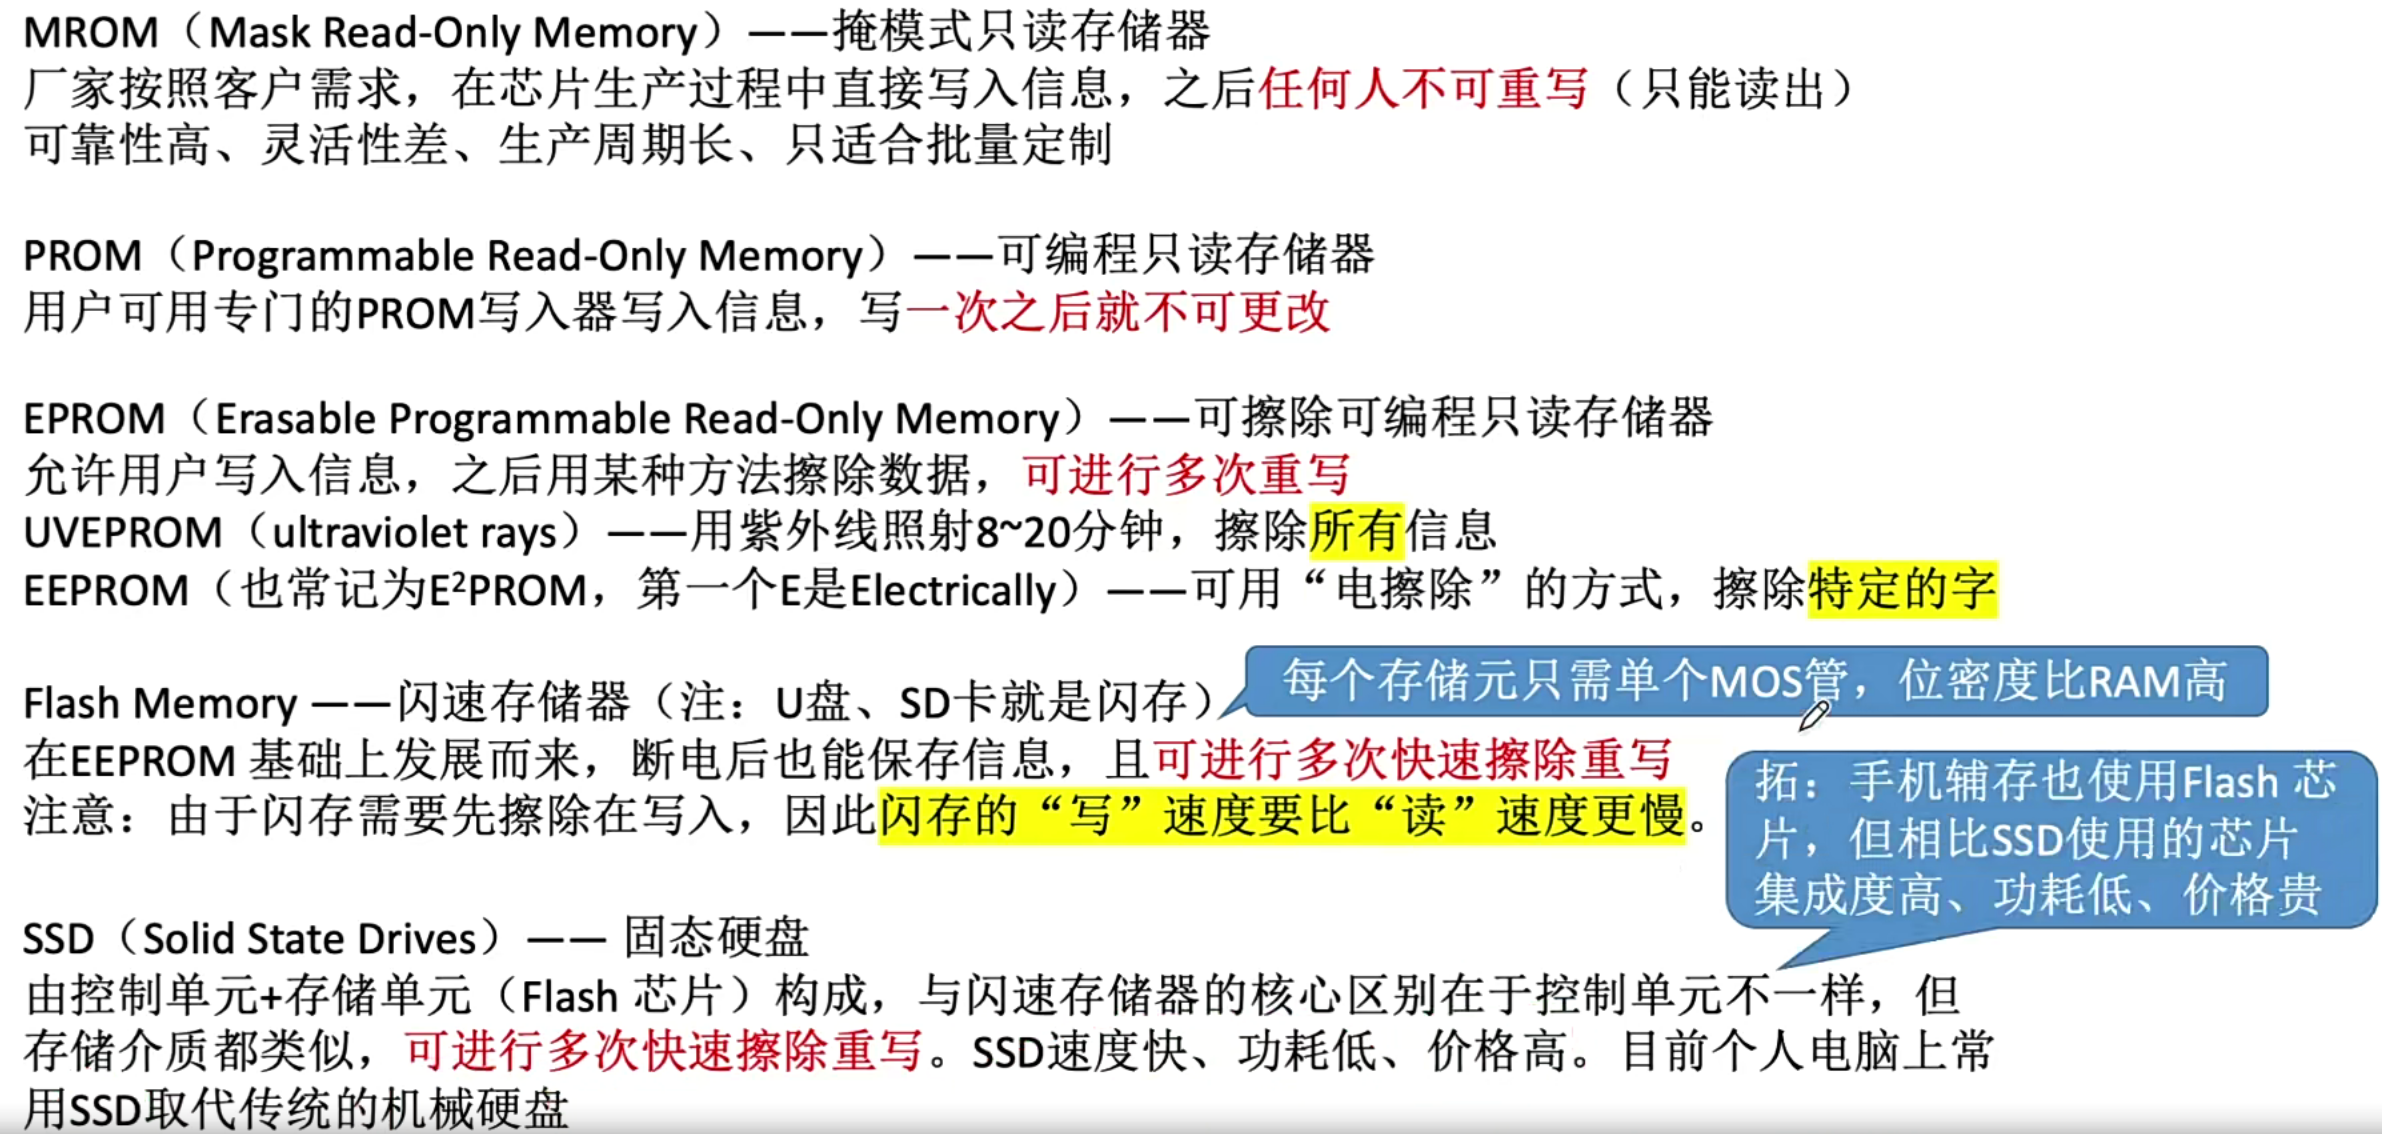 MROM（Mask Read-Only Memory）——掩模式只读存储器
厂家按照客户需求，在芯片生产过程中直接写入信息，之后任何人不可重写（只能读出）
可靠性高、灵活性差、生产周期长、只适合批量定制
PROM（Programmable Read-Only Memory）——可编程只读存储器
用户可用专门的PROM写入器写入信息，写一次之后就不可更改
EPROM（Erasable Programmable Read-Only Memory）——可擦除可编程只读存储器
允许用户写入信息，之后用某种方法擦除数据，可进行多次重写
UVEPROM（ultraviolet rays）——用紫外线照射8~20分钟，擦除所有信息
EEPROM（也常记为E²PROM，第一个E是Electrically）——可用“电擦除”的方式，擦除特定的字
每个存储元只需单个MOS管，位密度比RAM高
Flash Memory ——闪速存储器（注：U盘、SD卡就是闪存）
在EEPROM 基础上发展而来，断电后也能保存信息，且可进行多次快速擦除重写
注意：由于闪存需要先擦除在写入，因此闪存的“写”速度要比“读”速度更慢。
拓：手机辅存也使用Flash 芯
片，但相比SSD使用的芯片
集成度高、功耗低、价格贵
SSD（Solid State Drives）—— 固态硬盘
由控制单元+存储单元（Flash 芯片）构成，与闪速存储器的核心区别在于控制单元不一样，但
存储介质都类似，可进行多次快速擦除重写。SSD速度快、功耗低、价格高。目前个人电脑上常
用SSD取代传统的机械硬盘